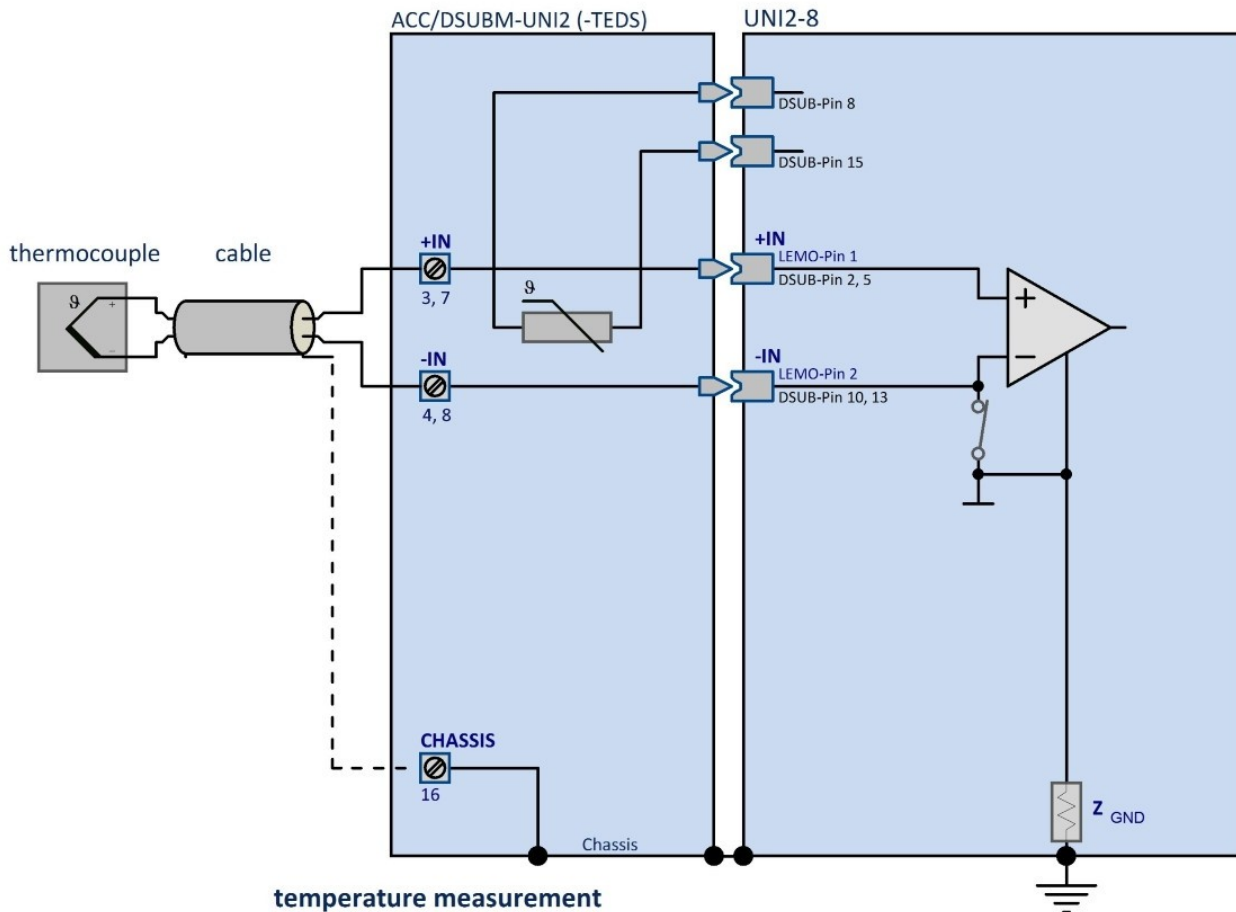 ACC/DSUBM-UNI2 (-TEDS)
UNI2-8
DSUB-Pin 8
DSUB-Pin 15
thermocouple
cable
+IN
3, 7
+IN
LEMO-Pin 1
DSUB-Pin 2, 5
ϑ
+
−
ϑ
+
−
-IN
4, 8
-IN
LEMO-Pin 2
DSUB-Pin 10, 13
CHASSIS
16
Z GND
Chassis
temperature measurement